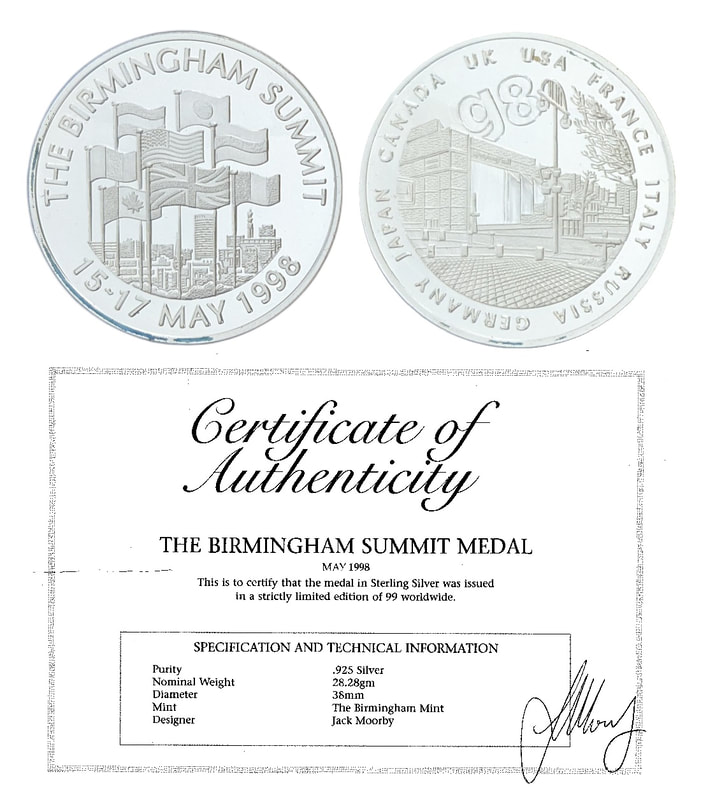 THE BIRMINGHAM SUMMIT
15-17 MAY 1998
JAPAN CANADA UK USA FRANCE ITALY RUSSIA GERMANY
98
Certificate of
Authenticity
THE BIRMINGHAM SUMMIT MEDAL
MAY 1998
This is to certify that the medal in Sterling Silver was issued
in a strictly limited edition of 99 worldwide.
SPECIFICATION AND TECHNICAL INFORMATION
Purity .925 Silver
Nominal Weight 28.28gm
Diameter 38mm
Mint The Birmingham Mint
Designer Jack Moorby